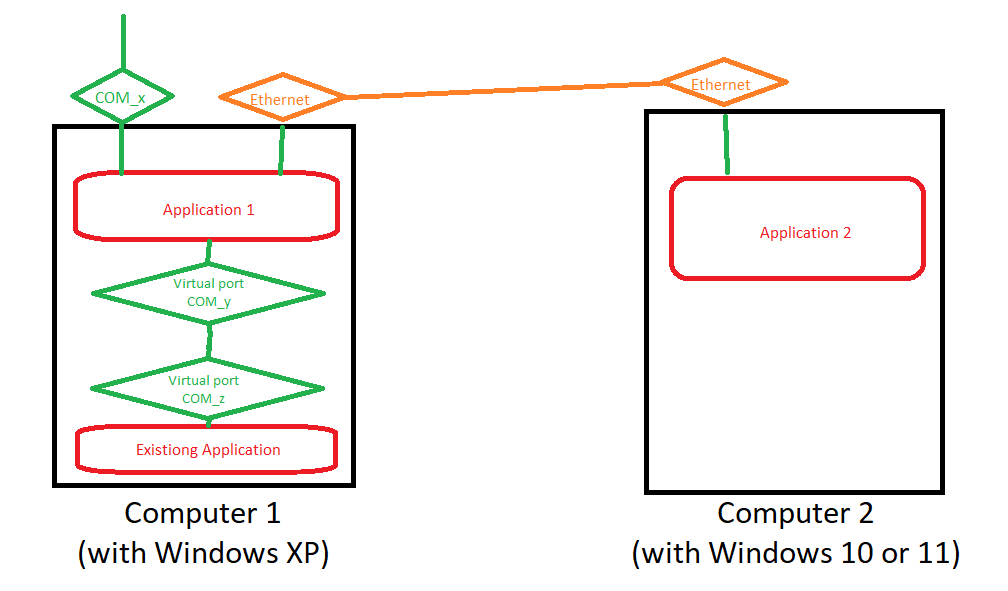 COM_x
Ethernet
Ethernet
Application 1
Application 2
Virtual port
COM_y
Virtual port
COM_z
Existiong Application
Computer 1
(with Windows XP)
Computer 2
(with Windows 10 or 11)